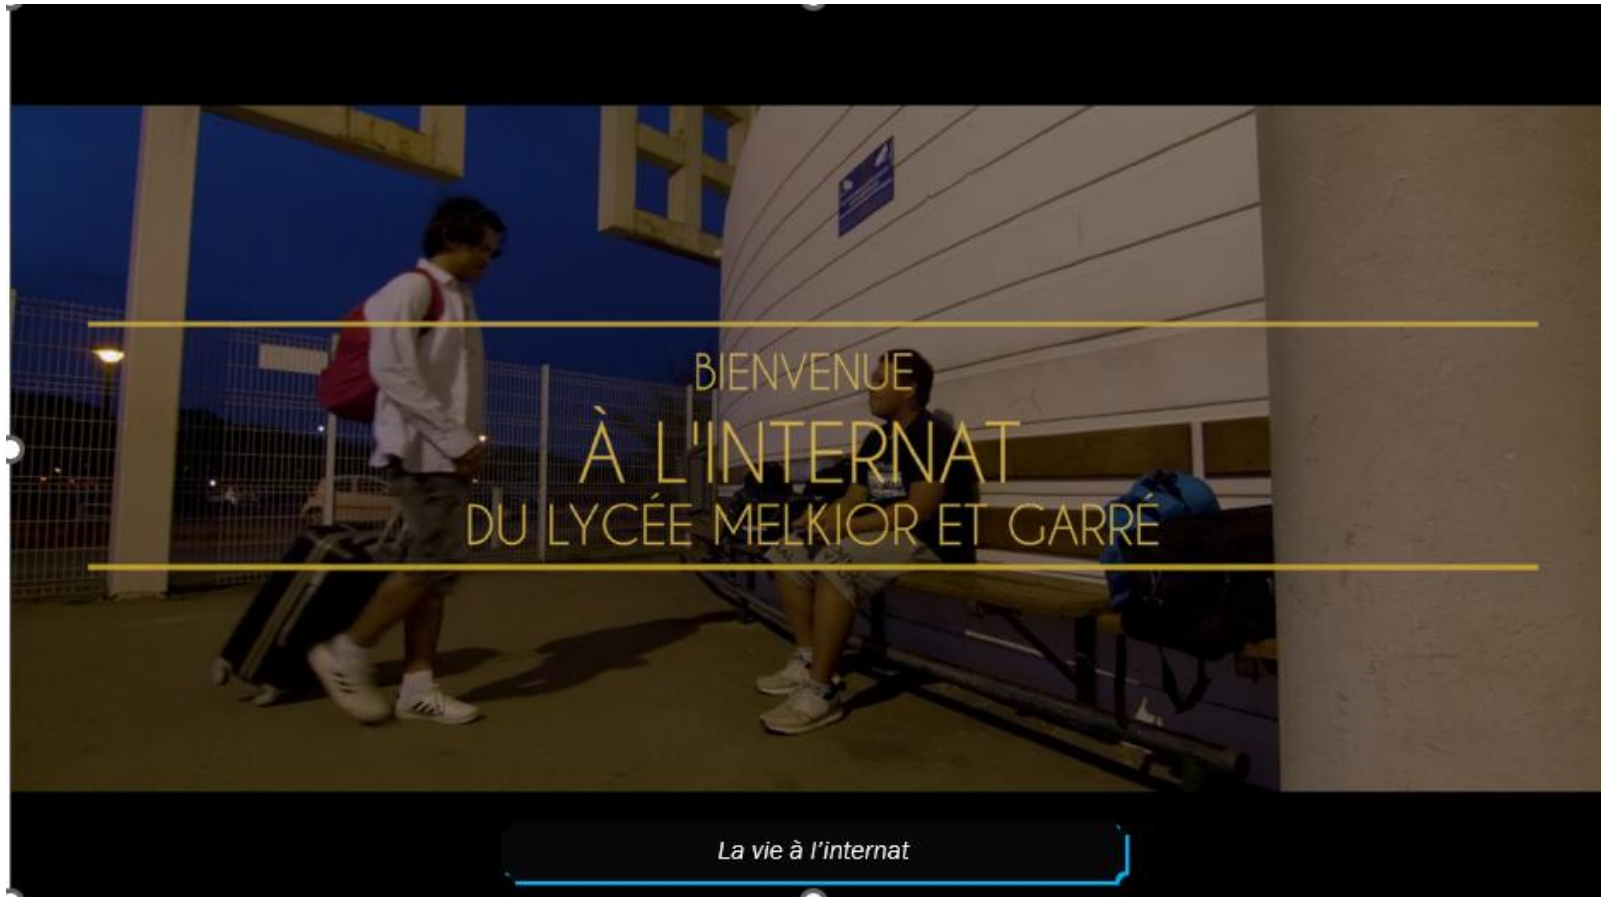 BIENVENUE
À L'INTERNAT
DU LYCÉE MELKIOR ET GARRÉ
La vie à l'internat